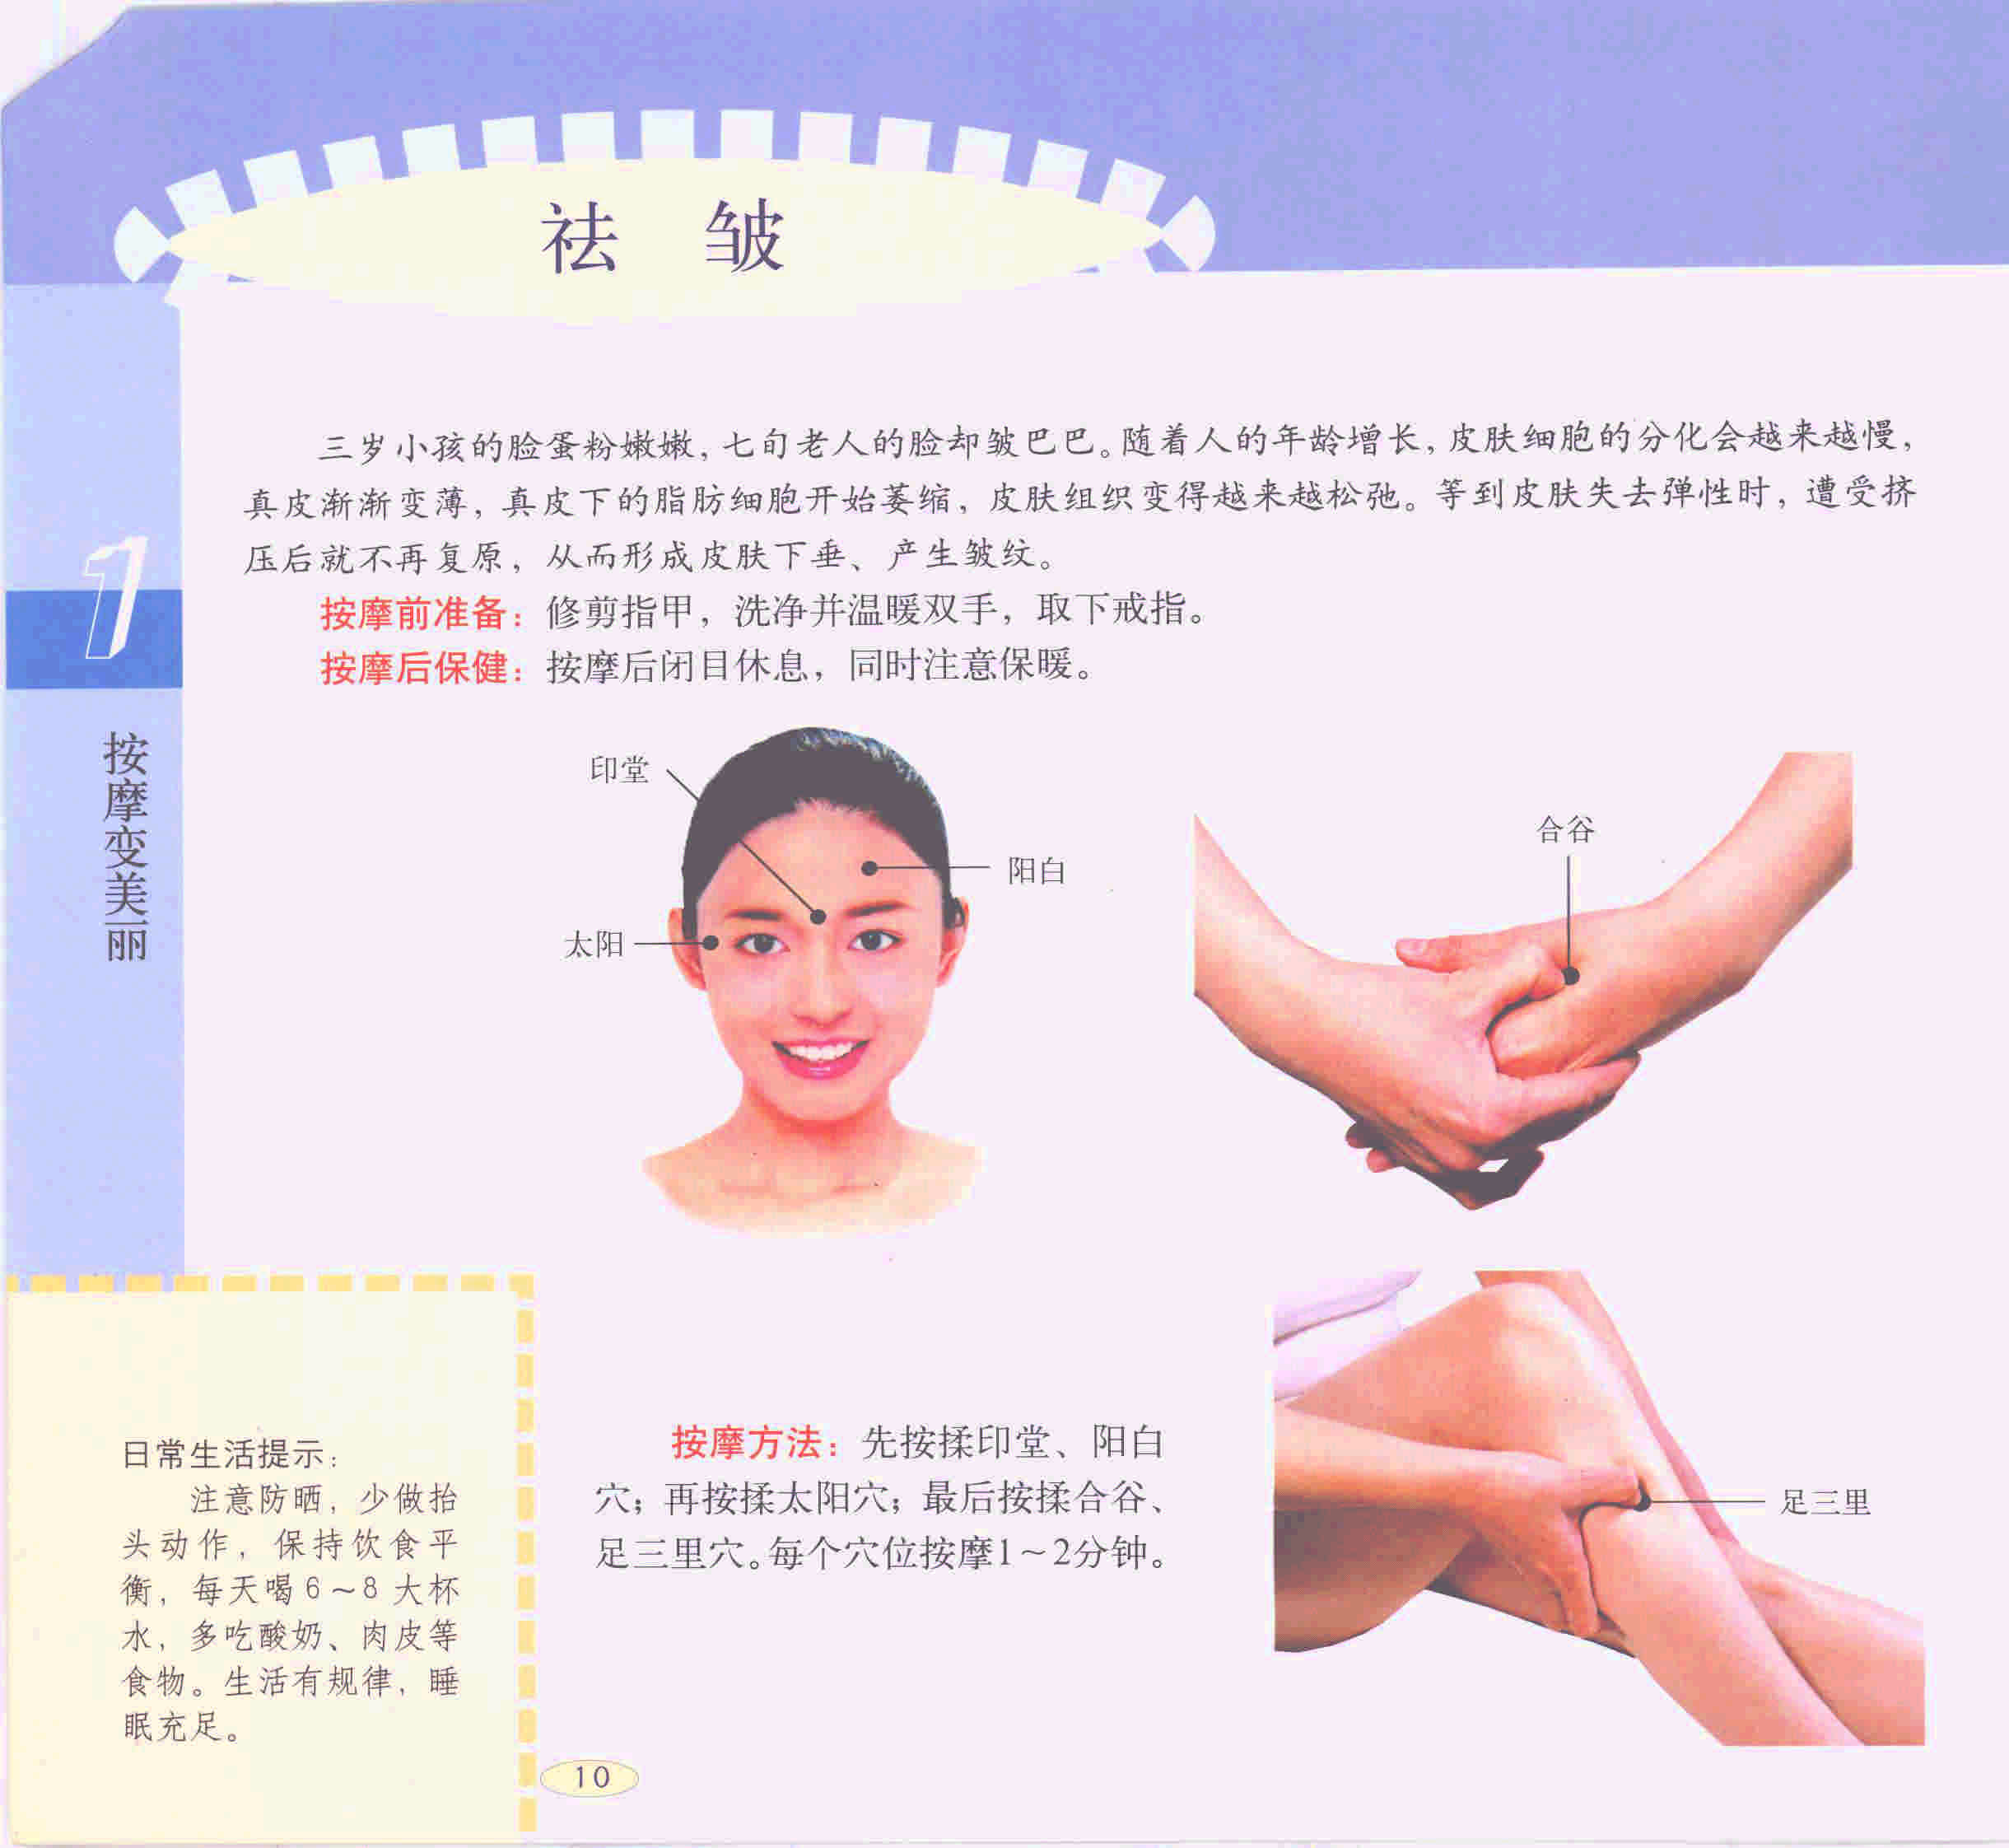 祛 皱
三岁小孩的脸蛋粉嫩嫩，七旬老人的脸却皱巴巴。随着人的年龄增长，皮肤细胞的分化会越来越慢，
真皮渐渐变薄，真皮下的脂肪细胞开始萎缩，皮肤组织变得越来越松弛。等到皮肤失去弹性时，遭受挤
压后就不再复原，从而形成皮肤下垂、产生皱纹。
按摩前准备：修剪指甲，洗净并温暖双手，取下戒指。
按摩后保健：按摩后闭目休息，同时注意保暖。
1
按摩变美丽
印堂
阳白
太阳
合谷
足三里
按摩方法：先按揉印堂、阳白
穴；再按揉太阳穴；最后按揉合谷、
足三里穴。每个穴位按摩1～2分钟。
日常生活提示：
注意防晒，少做抬
头动作，保持饮食平
衡，每天喝6～8大杯
水，多吃酸奶、肉皮等
食物。生活有规律，睡
眠充足。
10